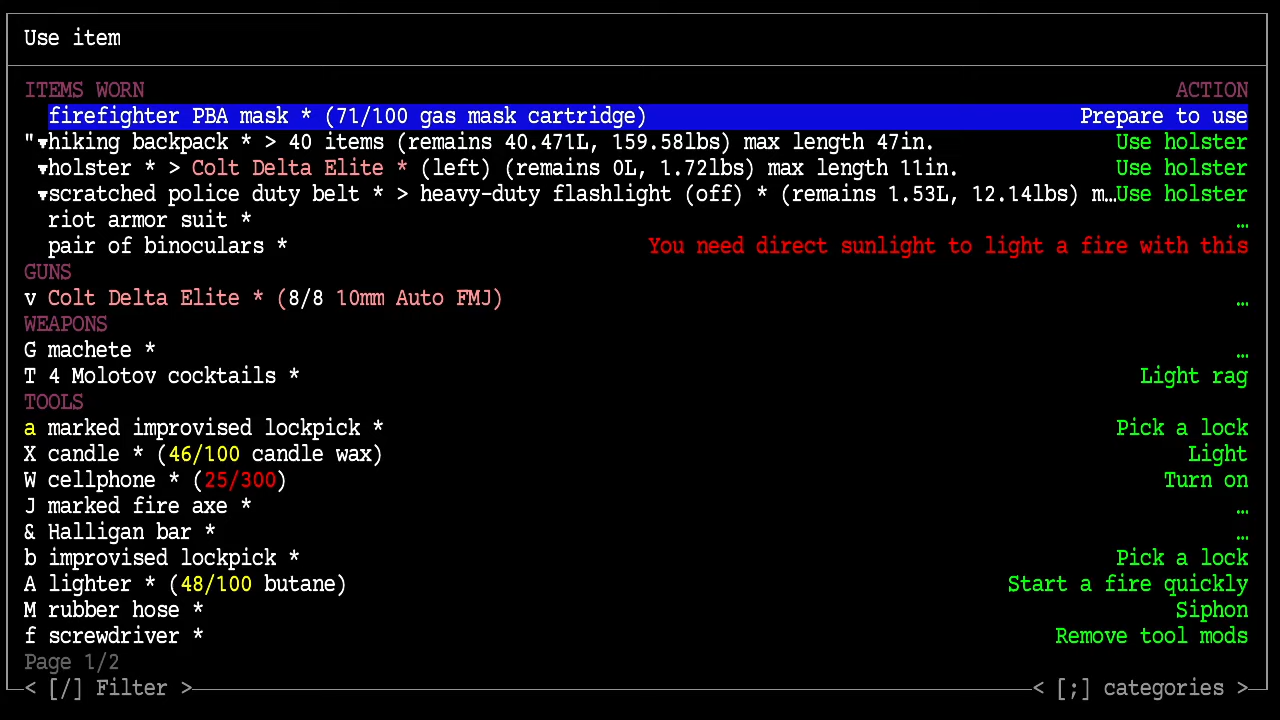 Use item
ITEMS WORN ACTION
firefighter PBA mask * (71/100 gas mask cartridge) Prepare to use
"▾hiking backpack * > 40 items (remains 40.471L, 159.58lbs) max length 47in. Use holster
▾holster * > Colt Delta Elite * (left) (remains 0L, 1.72lbs) max length 11in. Use holster
▾scratched police duty belt * > heavy-duty flashlight (off) * (remains 1.53L, 12.14lbs) m…Use holster
riot armor suit * …
pair of binoculars * You need direct sunlight to light a fire with this
GUNS
v Colt Delta Elite * (8/8 10mm Auto FMJ) …
WEAPONS
G machete * …
T 4 Molotov cocktails * Light rag
TOOLS
a marked improvised lockpick * Pick a lock
X candle * (46/100 candle wax) Light
W cellphone * (25/300) Turn on
J marked fire axe * …
& Halligan bar * …
b improvised lockpick * Pick a lock
A lighter * (48/100 butane) Start a fire quickly
M rubber hose * Siphon
f screwdriver * Remove tool mods
Page 1/2
< [/] Filter > < [;] categories >